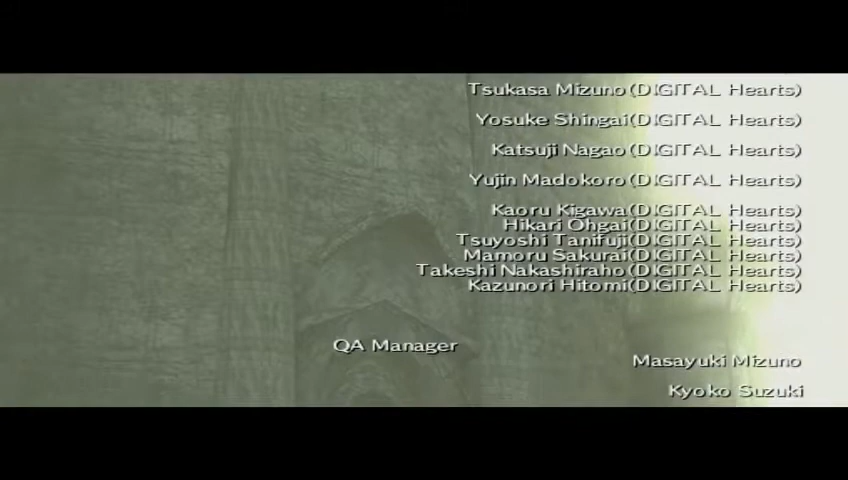 Tsukasa Mizuno(DIGITAL Hearts)
Yosuke Shingai(DIGITAL Hearts)
Katsuji Nagao(DIGITAL Hearts)
Yujin Madokoro(DIGITAL Hearts)
Kaoru Kigawa(DIGITAL Hearts)
Hikari Ohgai(DIGITAL Hearts)
Tsuyoshi Tanifuji(DIGITAL Hearts)
Mamoru Sakurai(DIGITAL Hearts)
Takeshi Nakashiraho(DIGITAL Hearts)
Kazunori Hitomi(DIGITAL Hearts)
QA Manager
Masayuki Mizuno
Kyoko Suzuki